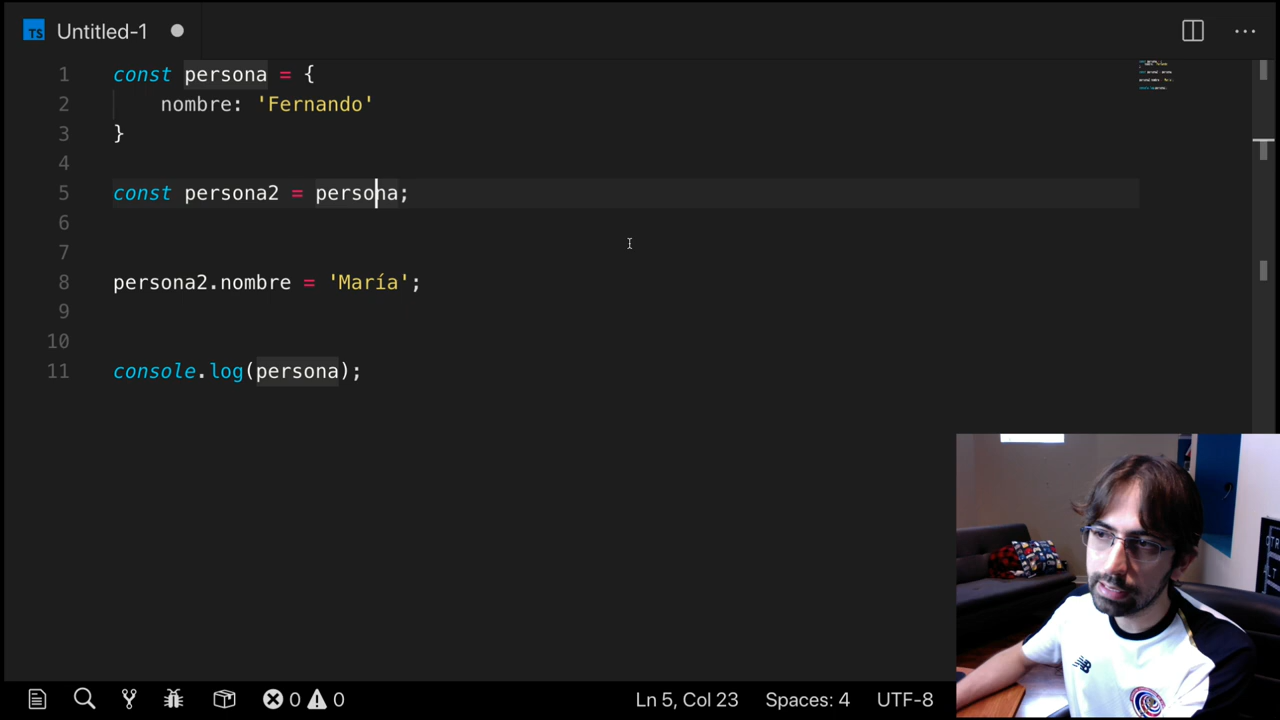 TS Untitled-1
1 const persona = {
2 nombre: 'Fernando'
3 }
4
5 const persona2 = persona;
6
7
8 persona2.nombre = 'María';
9
10
11 console.log(persona);
0 0 Ln 5, Col 23 Spaces: 4 UTF-8